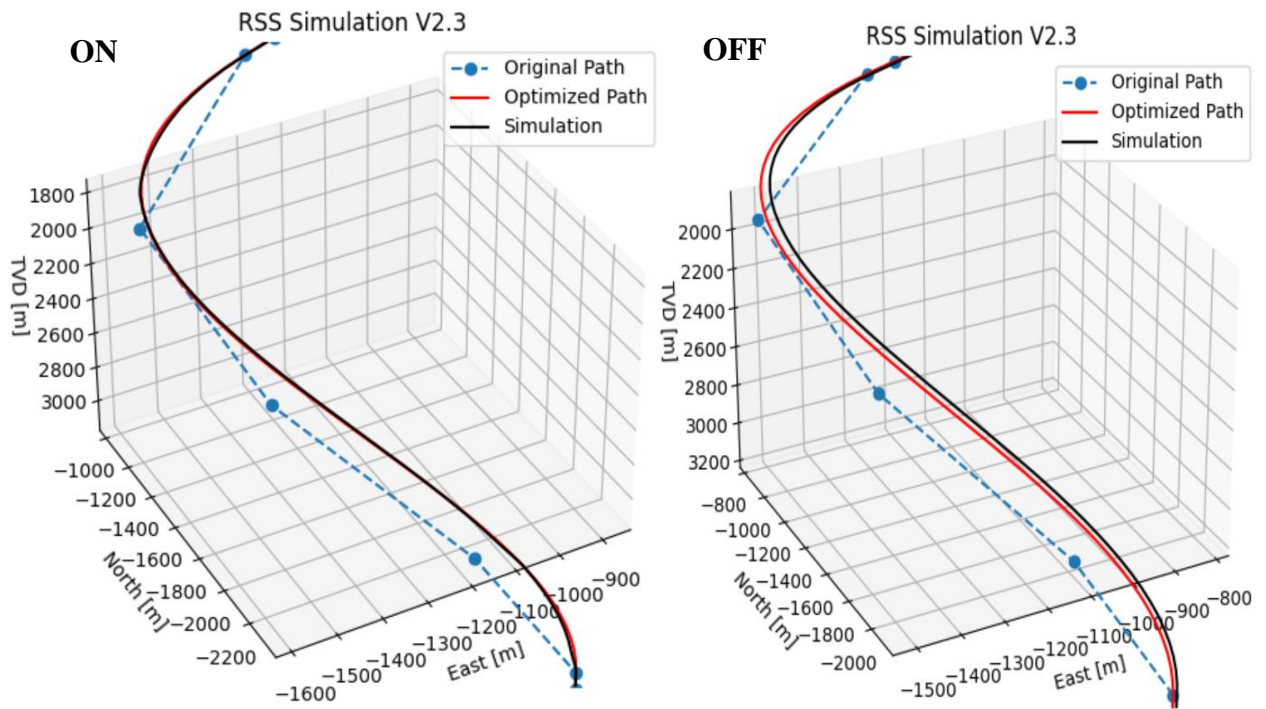 ON
RSS Simulation V2.3
Original Path
Optimized Path
Simulation
1800
2000
2200
2400
2600
2800
3000
TVD [m]
−1000
−1200
−1400
−1600
−1800
−2000
−2200
North [m]
−1600
−1500
−1400
−1300
−1200
−1100
−1000
−900
East [m]
OFF
RSS Simulation V2.3
Original Path
Optimized Path
Simulation
2000
2200
2400
2600
2800
3000
3200
TVD [m]
−800
−1000
−1200
−1400
−1600
−1800
−2000
North [m]
−1500
−1400
−1300
−1200
−1100
−1000
−900
−800
East [m]